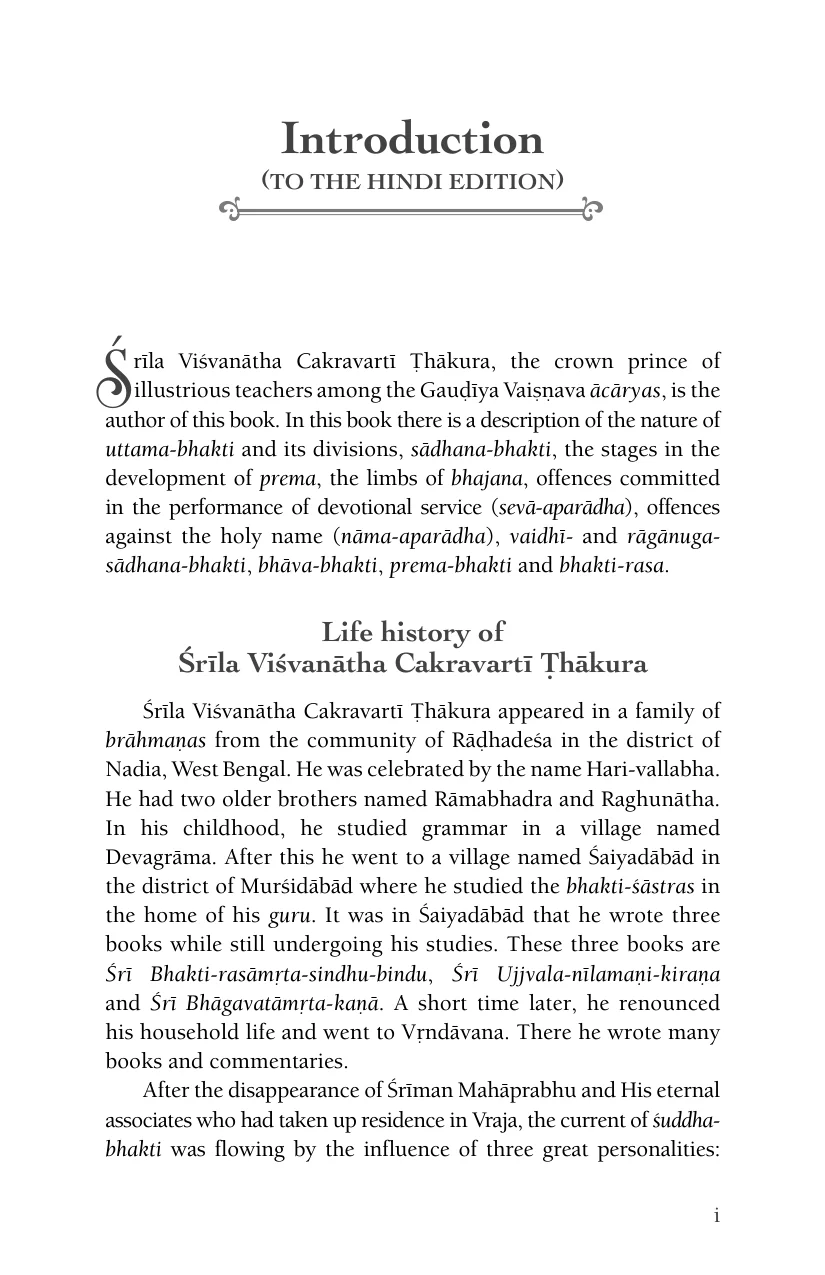 Introduction
(TO THE HINDI EDITION)
Śrīla Viśvanātha Cakravartī Ṭhākura, the crown prince of
illustrious teachers among the Gauḍīya Vaiṣṇava ācāryas, is the
author of this book. In this book there is a description of the nature of
uttama-bhakti and its divisions, sādhana-bhakti, the stages in the
development of prema, the limbs of bhajana, offences committed
in the performance of devotional service (sevā-aparādha), offences
against the holy name (nāma-aparādha), vaidhī- and rāgānuga-
sādhana-bhakti, bhāva-bhakti, prema-bhakti and bhakti-rasa.
Life history of
Śrīla Viśvanātha Cakravartī Ṭhākura
Śrīla Viśvanātha Cakravartī Ṭhākura appeared in a family of
brāhmaṇas from the community of Rāḍhadeśa in the district of
Nadia, West Bengal. He was celebrated by the name Hari-vallabha.
He had two older brothers named Rāmabhadra and Raghunātha.
In his childhood, he studied grammar in a village named
Devagrāma. After this he went to a village named Śaiyadābād in
the district of Murśidābād where he studied the bhakti-śāstras in
the home of his guru. It was in Śaiyadābād that he wrote three
books while still undergoing his studies. These three books are
Śrī Bhakti-rasāmṛta-sindhu-bindu, Śrī Ujjvala-nīlamaṇi-kiraṇa
and Śrī Bhāgavatāmṛta-kaṇā. A short time later, he renounced
his household life and went to Vṛndāvana. There he wrote many
books and commentaries.
After the disappearance of Śrīman Mahāprabhu and His eternal
associates who had taken up residence in Vraja, the current of śuddha-
bhakti was flowing by the influence of three great personalities:
i